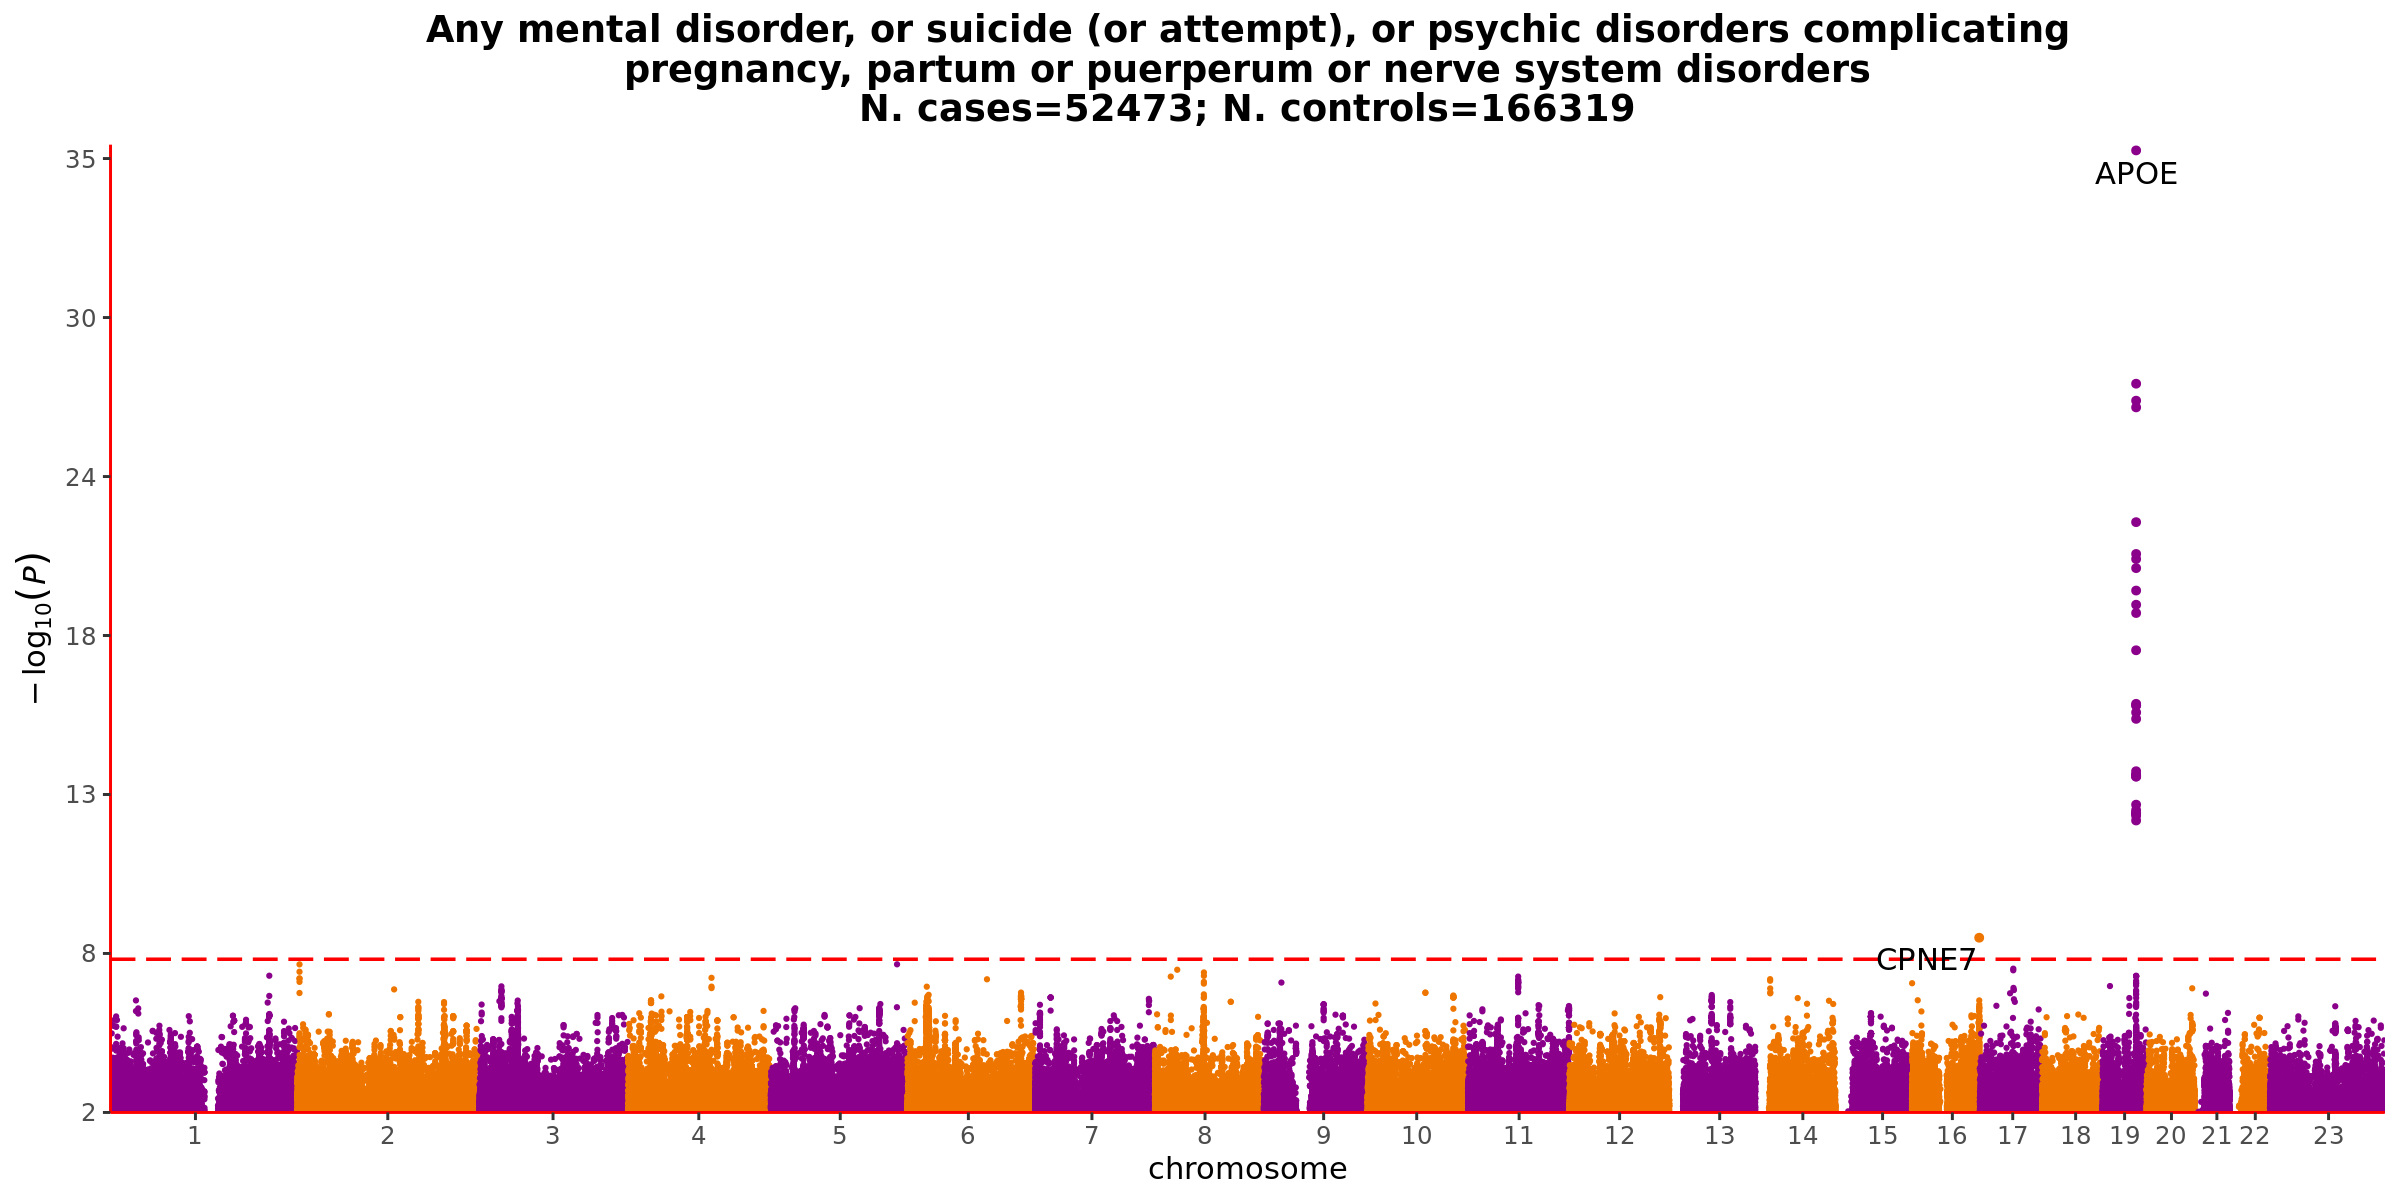 Any mental disorder, or suicide (or attempt), or psychic disorders complicating
pregnancy, partum or puerperum or nerve system disorders
N. cases=52473; N. controls=166319
35
APOE
30
24
−log10(P)
18
13
8
CPNE7
2
1 2 3 4 5 6 7 8 9 10 11 12 13 14 15 16 17 18 19 20 21 22 23
chromosome